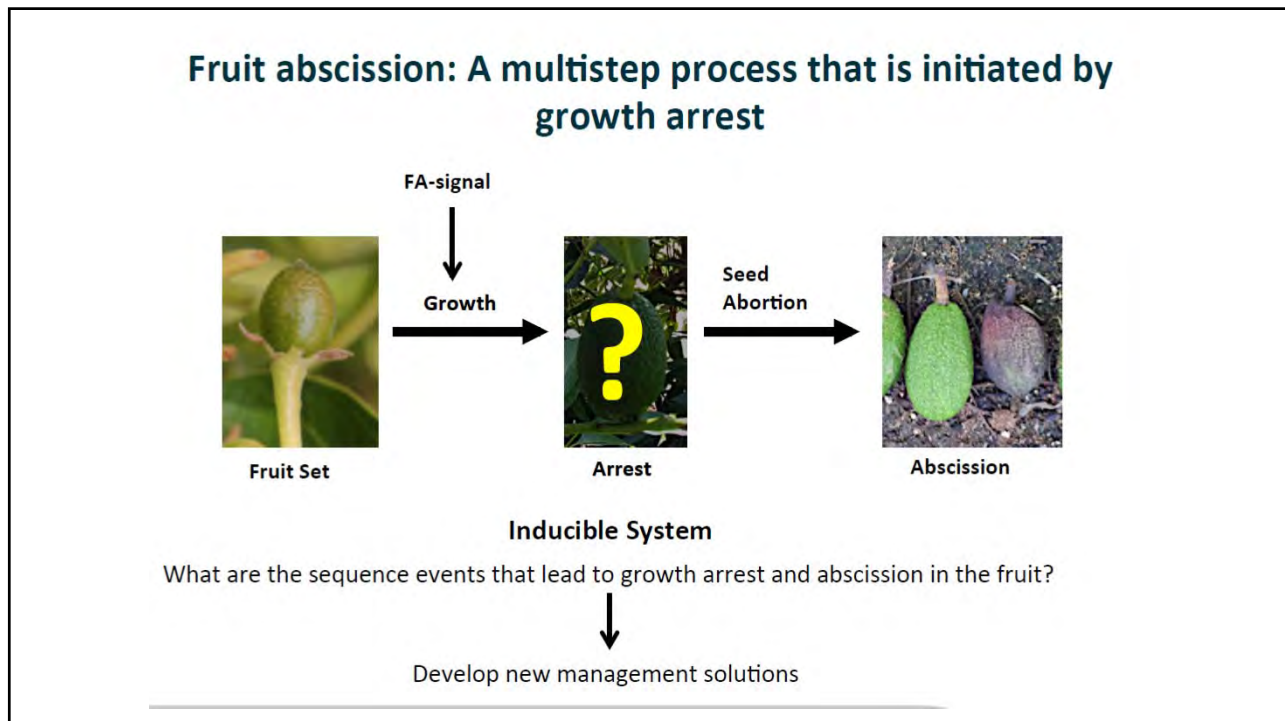 Fruit abscission: A multistep process that is initiated by
growth arrest
FA-signal
Growth
Seed
Abortion
?
Fruit Set
Arrest
Abscission
Inducible System
What are the sequence events that lead to growth arrest and abscission in the fruit?
Develop new management solutions